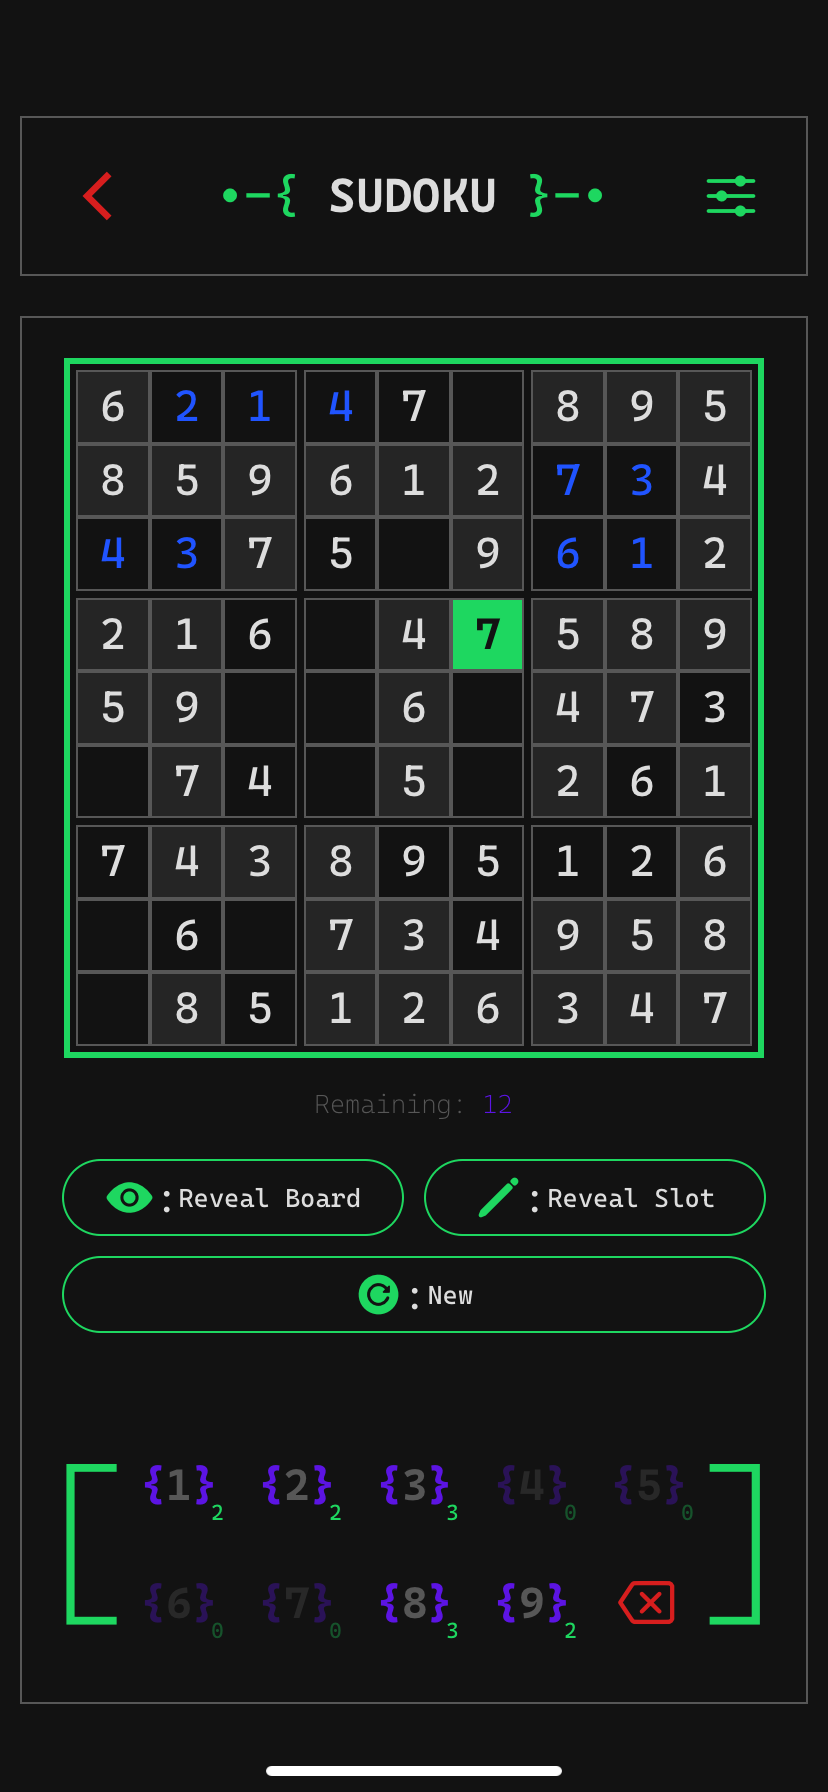 •–{ SUDOKU }–•
6 2 1 4 7 8 9 5
8 5 9 6 1 2 7 3 4
4 3 7 5 9 6 1 2
2 1 6 4 7 5 8 9
5 9 6 4 7 3
7 4 5 2 6 1
7 4 3 8 9 5 1 2 6
6 7 3 4 9 5 8
8 5 1 2 6 3 4 7
Remaining: 12
:Reveal Board :Reveal Slot
:New
{1}2 {2}2 {3}3 {4}0 {5}0
{6}0 {7}0 {8}3 {9}2